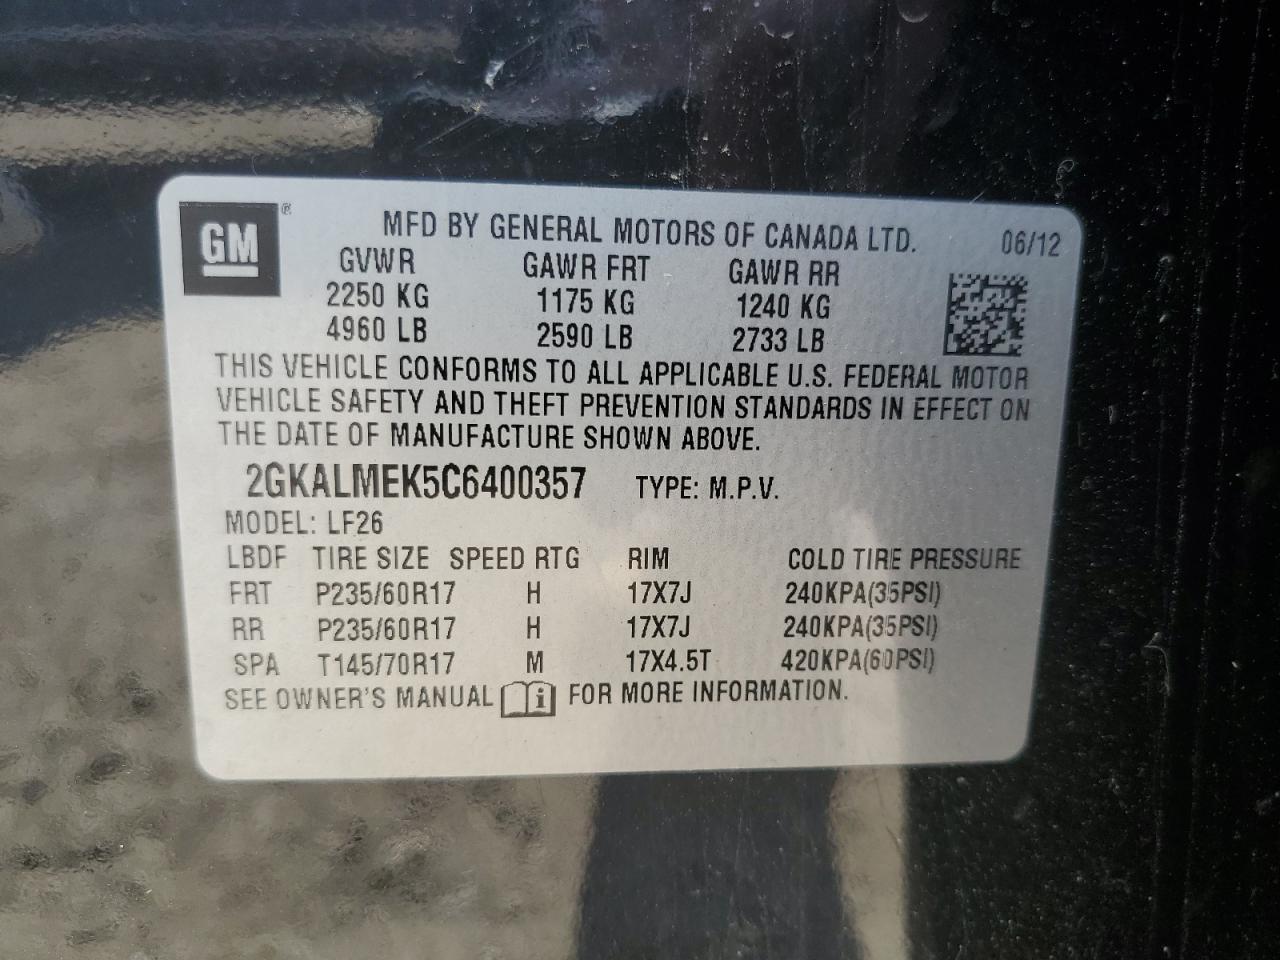 GM ®
MFD BY GENERAL MOTORS OF CANADA LTD. 06/12
GVWR GAWR FRT GAWR RR
2250 KG 1175 KG 1240 KG
4960 LB 2590 LB 2733 LB
THIS VEHICLE CONFORMS TO ALL APPLICABLE U.S. FEDERAL MOTOR
VEHICLE SAFETY AND THEFT PREVENTION STANDARDS IN EFFECT ON
THE DATE OF MANUFACTURE SHOWN ABOVE.
2GKALMEK5C6400357 TYPE: M.P.V.
MODEL: LF26
LBDF TIRE SIZE SPEED RTG RIM COLD TIRE PRESSURE
FRT P235/60R17 H 17X7J 240KPA(35PSI)
RR P235/60R17 H 17X7J 240KPA(35PSI)
SPA T145/70R17 M 17X4.5T 420KPA(60PSI)
SEE OWNER'S MANUAL i FOR MORE INFORMATION.